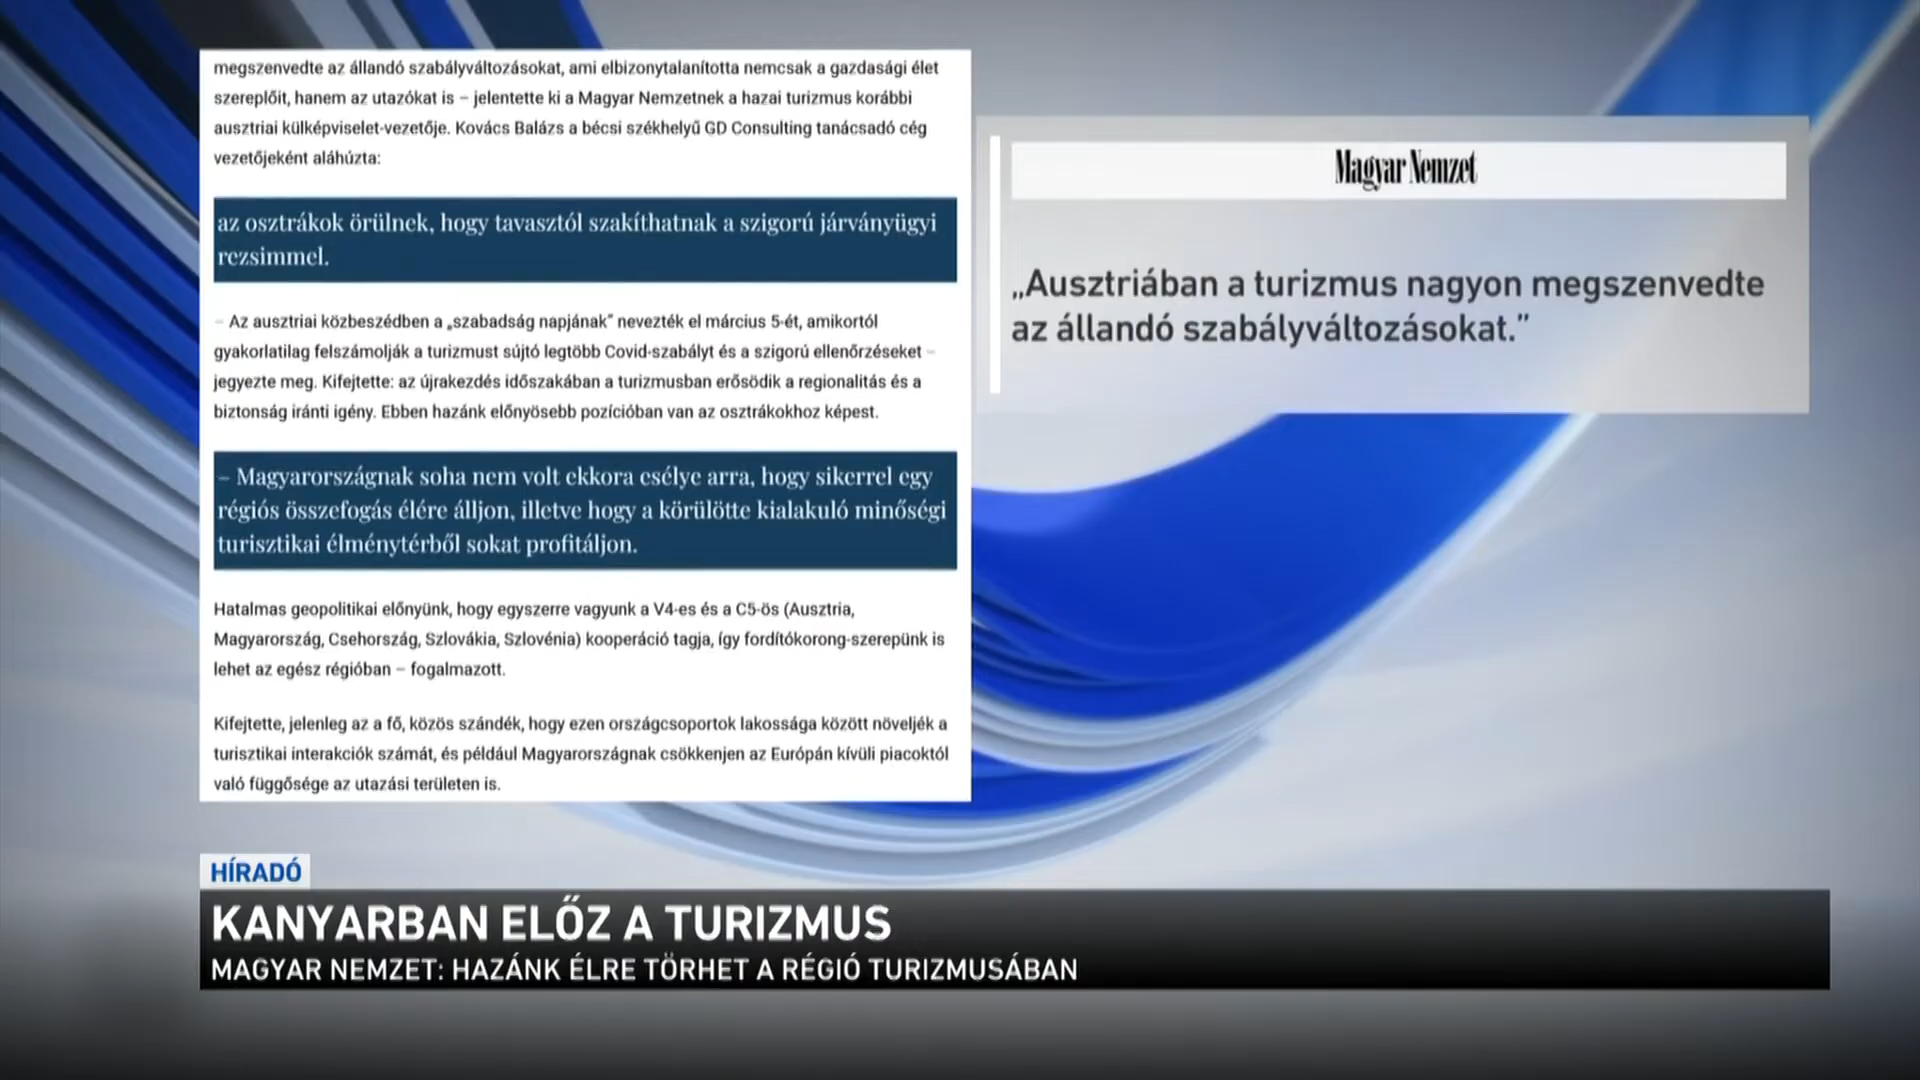 megszenvedte az állandó szabályváltozásokat, ami elbizonytalanította nemcsak a gazdasági élet
szereplőit, hanem az utazókat is – jelentette ki a Magyar Nemzetnek a hazai turizmus korábbi
ausztriai külképviselet-vezetője. Kovács Balázs a bécsi székhelyű GD Consulting tanácsadó cég
vezetőjeként aláhúzta:
az osztrákok örülnek, hogy tavasztól szakíthatnak a szigorú járványügyi
rezsimmel.
– Az ausztriai közbeszédben a „szabadság napjának” nevezték el március 5-ét, amikortól
gyakorlatilag felszámolják a turizmust sújtó legtöbb Covid-szabályt és a szigorú ellenőrzéseket –
jegyezte meg. Kifejtette: az újrakezdés időszakában a turizmusban erősödik a regionalitás és a
biztonság iránti igény. Ebben hazánk előnyösebb pozícióban van az osztrákokhoz képest.
– Magyarországnak soha nem volt ekkora esélye arra, hogy sikerrel egy
régiós összefogás élére álljon, illetve hogy a körülötte kialakuló minőségi
turisztikai élménytérből sokat profitáljon.
Hatalmas geopolitikai előnyünk, hogy egyszerre vagyunk a V4-es és a C5-ös (Ausztria,
Magyarország, Csehország, Szlovákia, Szlovénia) kooperáció tagja, így fordítókorong-szerepünk is
lehet az egész régióban – fogalmazott.
Kifejtette, jelenleg az a fő, közös szándék, hogy ezen országcsoportok lakossága között növeljék a
turisztikai interakciók számát, és például Magyarországnak csökkenjen az Európán kívüli piacoktól
való függősége az utazási területen is.
Magyar Nemzet
„Ausztriában a turizmus nagyon megszenvedte
az állandó szabályváltozásokat.”
HÍRADÓ
KANYARBAN ELŐZ A TURIZMUS
MAGYAR NEMZET: HAZÁNK ÉLRE TÖRHET A RÉGIÓ TURIZMUSÁBAN